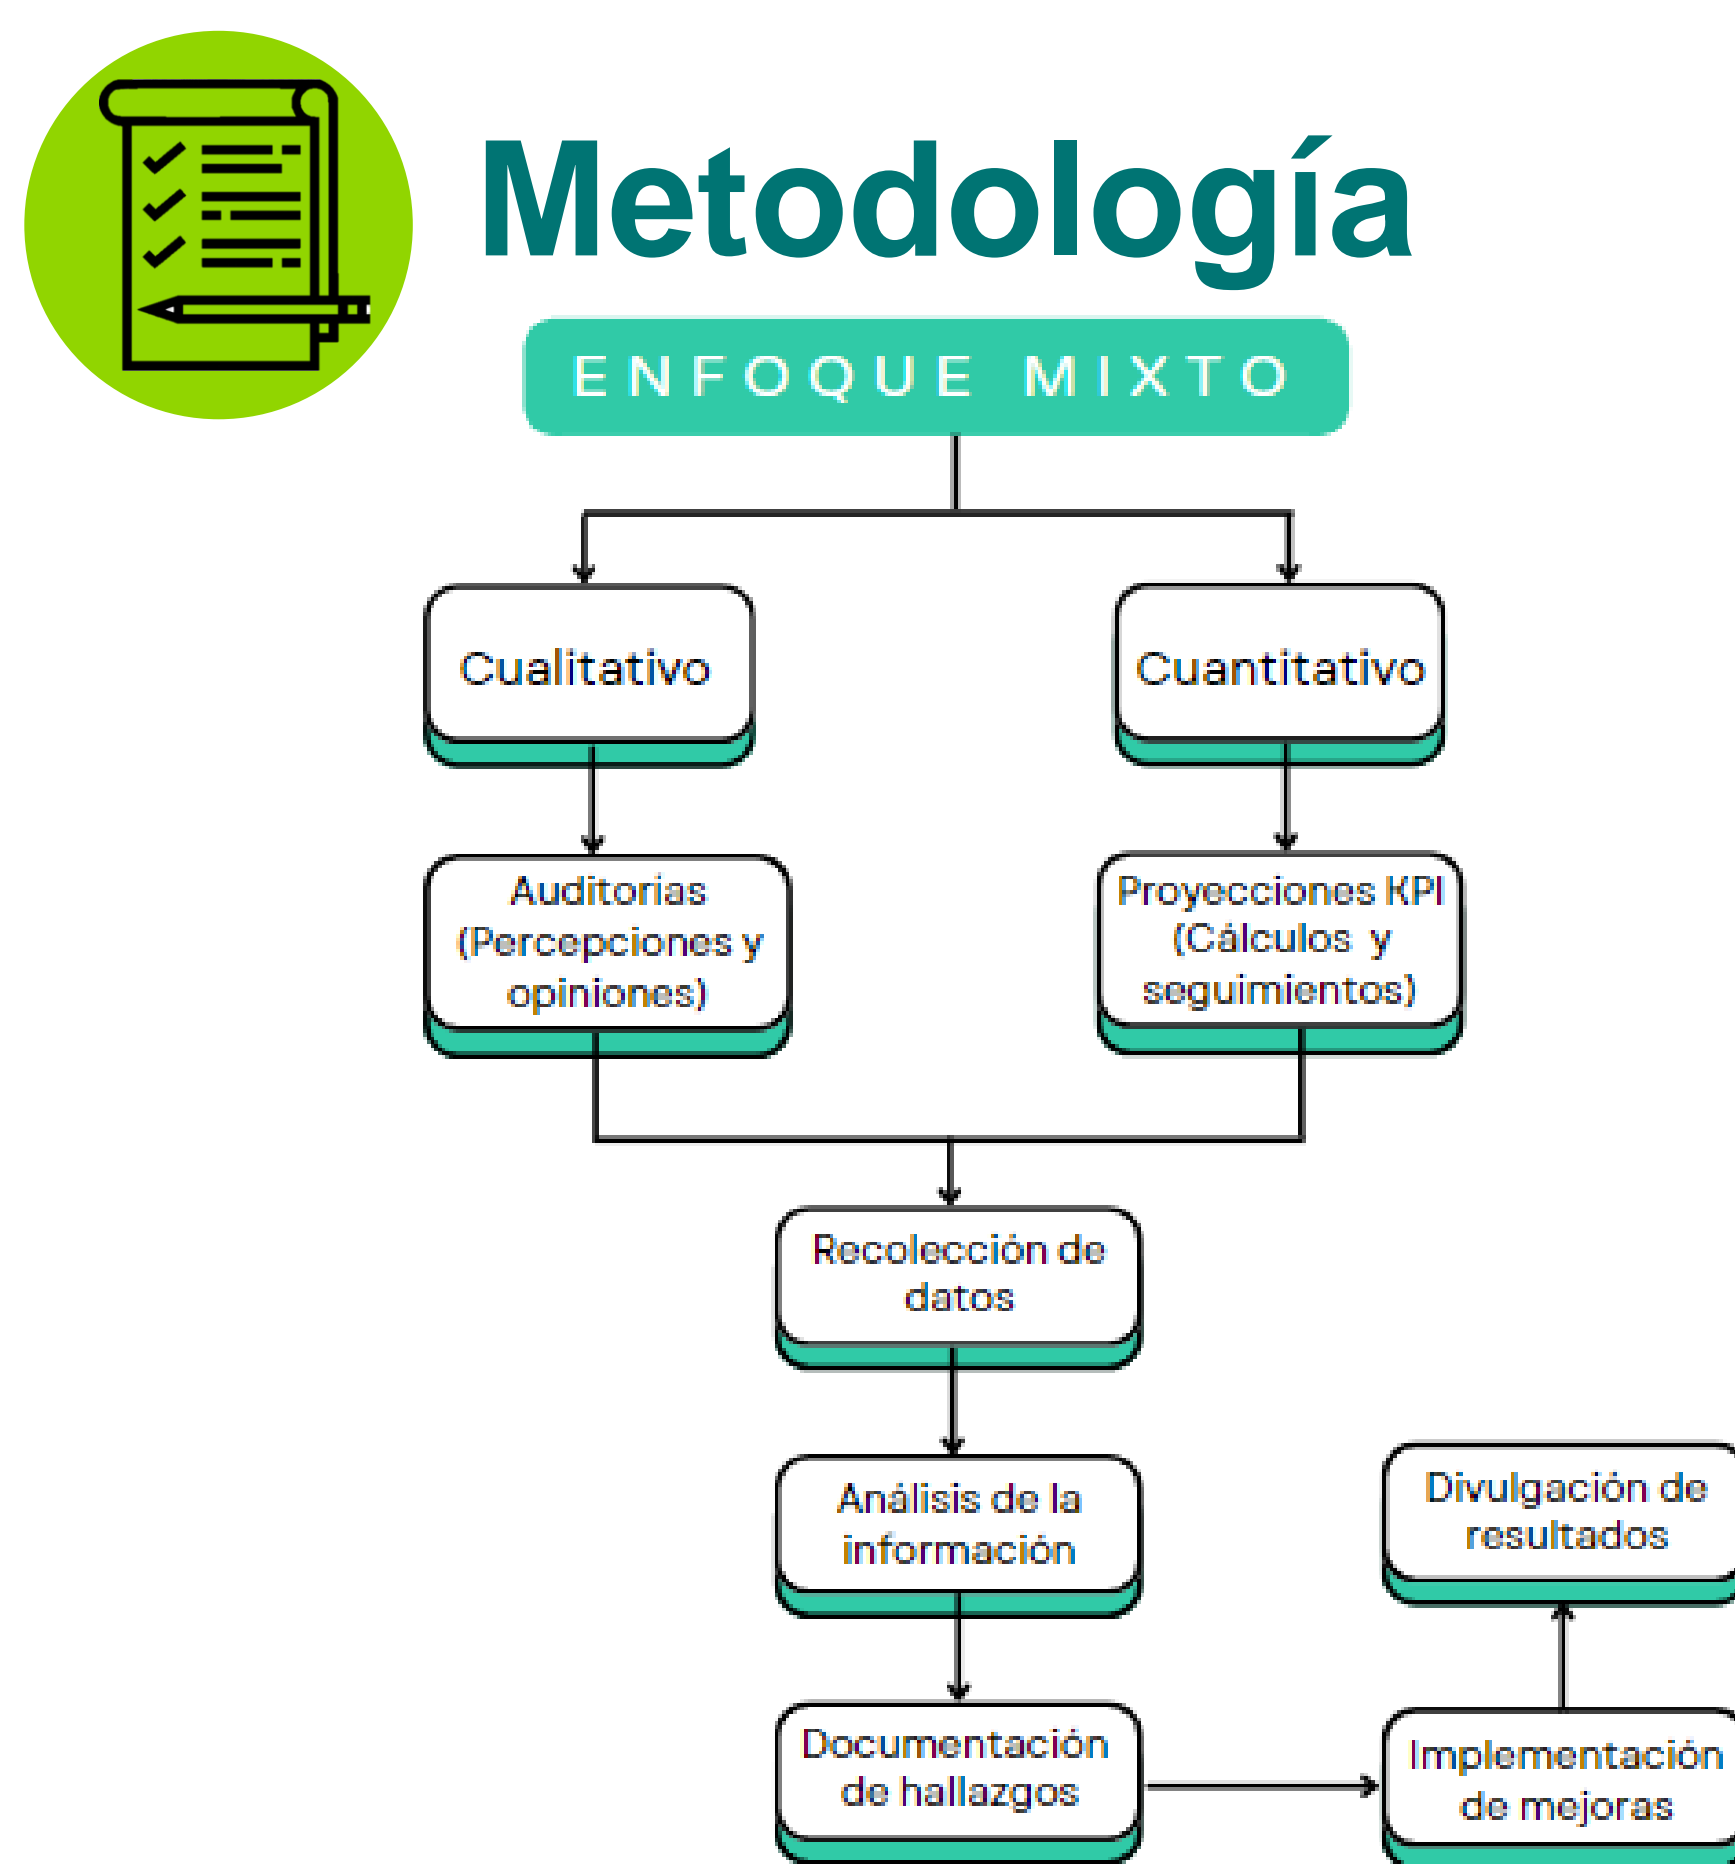 Metodología
ENFOQUE MIXTO
Cualitativo
Cuantitativo
Auditorias
(Percepciones y
opiniones)
Proyecciones KPI
(Cálculos y
seguimientos)
Recolección de
datos
Análisis de la
información
Documentación
de hallazgos
Implementación
de mejoras
Divulgación de
resultados